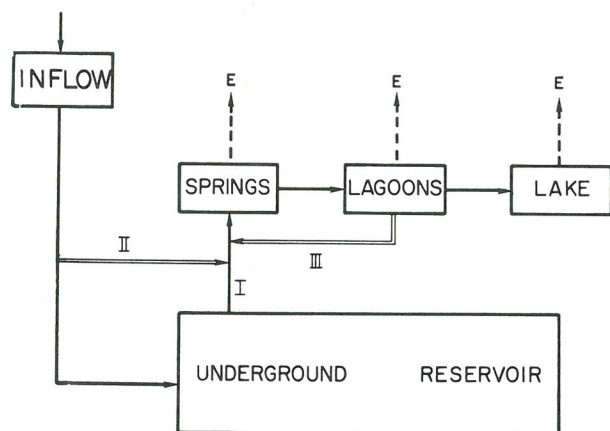 INFLOW
E
E
E
SPRINGS
LAGOONS
LAKE
II
III
I
UNDERGROUND RESERVOIR